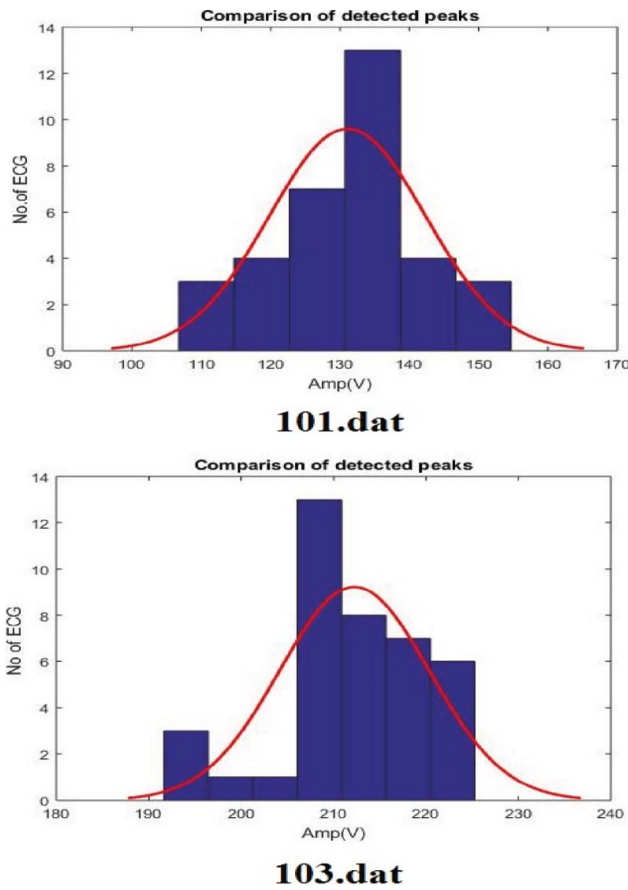 Comparison of detected peaks
14
12
10
8
6
4
2
0
No.of ECG
90 100 110 120 130 140 150 160 170
Amp(V)
101.dat
Comparison of detected peaks
14
12
10
8
6
4
2
0
No of ECG
180 190 200 210 220 230 240
Amp(V)
103.dat